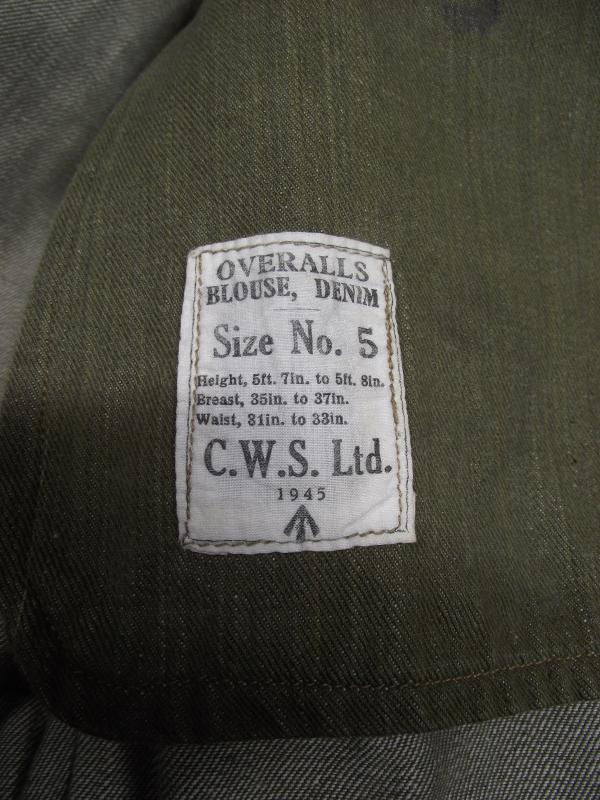 OVERALLS
BLOUSE, DENIM
Size No. 5
Height, 5ft. 7in. to 5ft. 8in.
Breast, 35in. to 37in.
Waist, 31in. to 33in.
C.W.S. Ltd.
1945